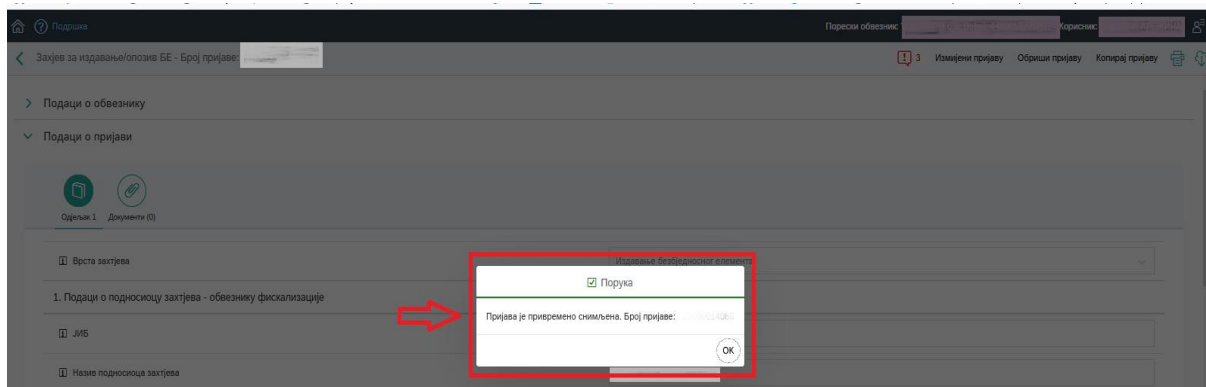 Подршка
Порески обвезник:
Корисник:
Захјев за издавање/опозив БЕ - Број пријаве:
3 Измијени пријаву Обриши пријаву Копирај пријаву
Подаци о обвезнику
Подаци о пријави
Одјељак 1 Документи (0)
Врста захтјева
Издавање безбједносног елемента
Порука
1. Подаци о подносиоцу захтјева - обвезнику фискализације
Пријава је привремено снимљена. Број пријаве:
ЈИБ
OK
Назив подносиоца захтјева